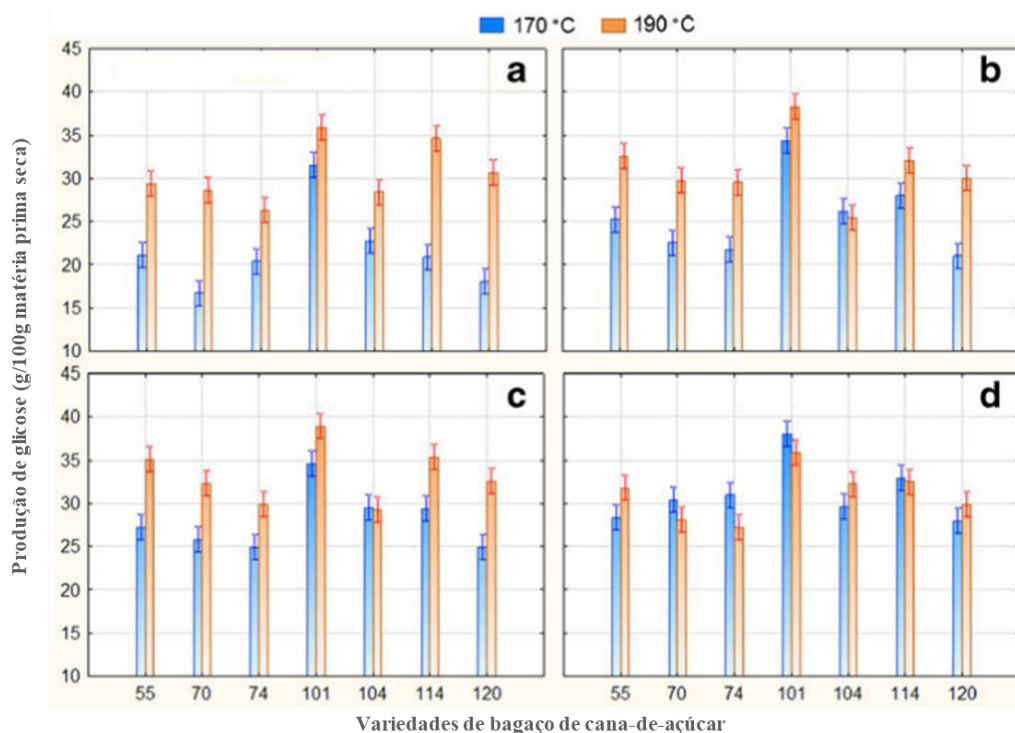 170 °C 190 °C
45 a b
40
35
30
25
20
15
10
45 c d
40
35
30
25
20
15
10
55 70 74 101 104 114 120 55 70 74 101 104 114 120
Produção de glicose (g/100g matéria prima seca)
Variedades de bagaço de cana-de-açúcar